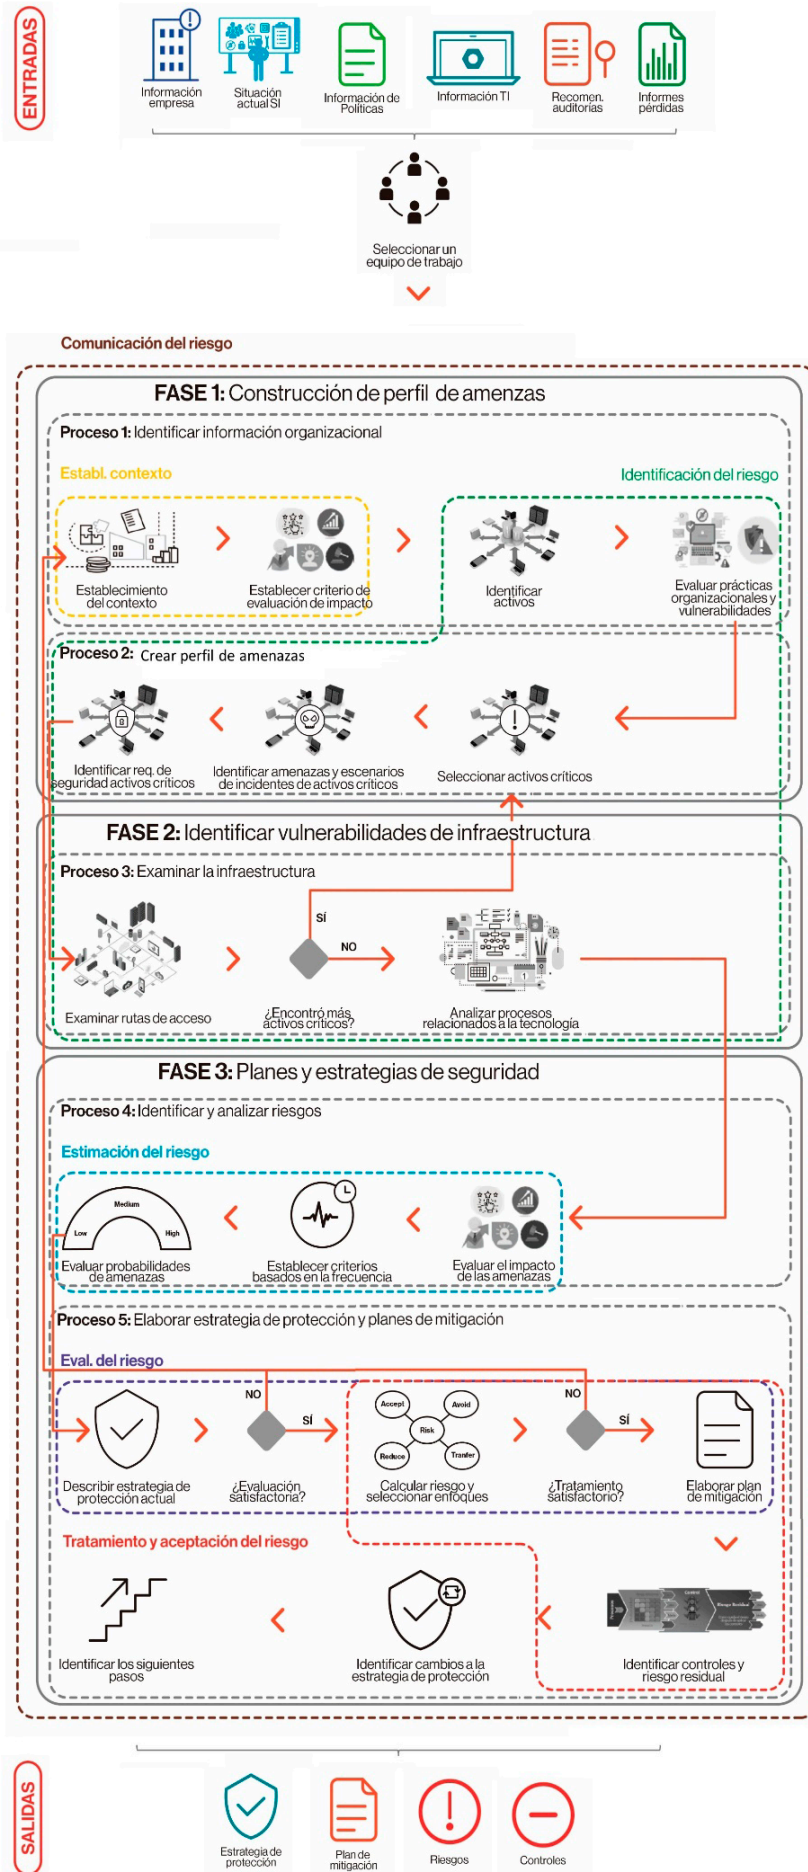 ENTRADAS
Información
empresa
Situación
actual SI
Información de
Políticas
Información TI
Recomen.
auditorías
Informes
pérdidas
Seleccionar un
equipo de trabajo
Comunicación del riesgo
FASE 1: Construcción de perfil de amenzas
Proceso 1: Identificar información organizacional
Establ. contexto
Identificación del riesgo
Establecimiento
del contexto
Establecer criterio de
evaluación de impacto
Identificar
activos
Evaluar prácticas
organizacionales y
vulnerabilidades
Proceso 2: Crear perfil de amenazas
Identificar req. de
seguridad activos críticos
Identificar amenazas y escenarios
de incidentes de activos críticos
Seleccionar activos críticos
FASE 2: Identificar vulnerabilidades de infraestructura
Proceso 3: Examinar la infraestructura
SÍ
NO
Examinar rutas de acceso
¿Encontró más
activos críticos?
1
Analizar procesos
relacionados a la tecnología
FASE 3: Planes y estrategias de seguridad
Proceso 4: Identificar y analizar riesgos
Estimación del riesgo
Medium
Low
High
Evaluar probabilidades
de amenazas
Establecer criterios
basados en la frecuencia
Evaluar el impacto
de las amenazas
Proceso 5: Elaborar estrategia de protección y planes de mitigación
Eval. del riesgo
NO
SÍ
Accept
Avoid
Risk
Reduce
Tranfer
NO
SÍ
Describir estrategia de
protección actual
¿Evaluación
satisfactoria?
Calcular riesgo y
seleccionar enfoques
¿Tratamiento
satisfactorio?
Elaborar plan
de mitigación
Tratamiento y aceptación del riesgo
Identificar los siguientes
pasos
Identificar cambios a la
estrategia de protección
Riesgo Residual
Identificar controles y
riesgo residual
SALIDAS
Estrategia de
protección
Plan de
mitigación
Riesgos
Controles